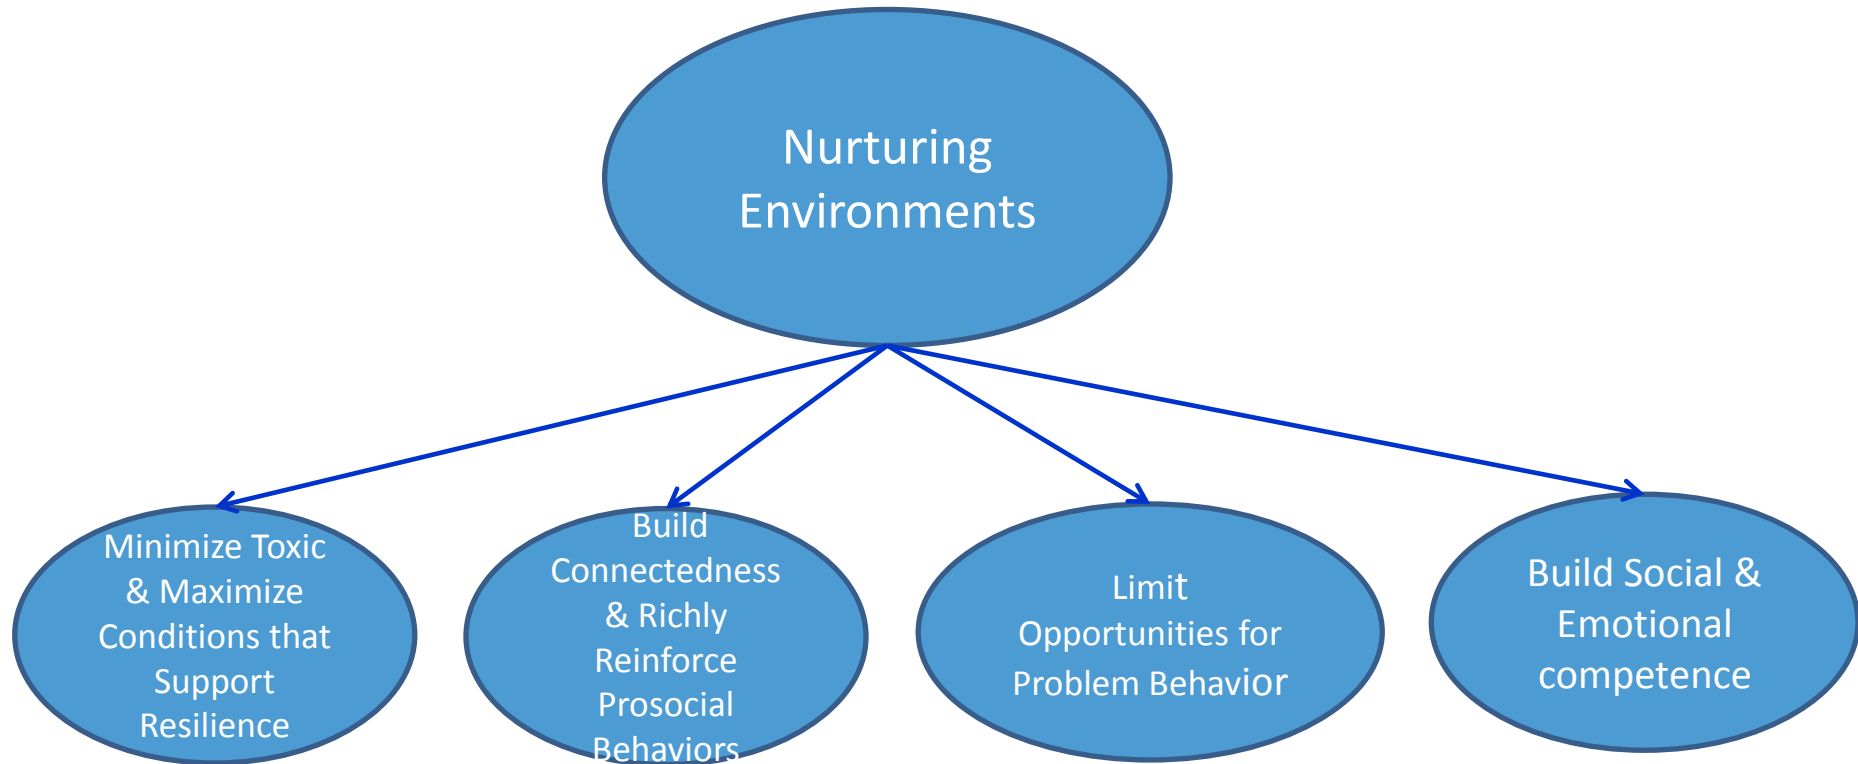 Nurturing
Environments
Minimize Toxic
& Maximize
Conditions that
Support
Resilience
Build
Connectedness
& Richly
Reinforce
Prosocial
Behaviors
Limit
Opportunities for
Problem Behavior
Build Social &
Emotional
competence